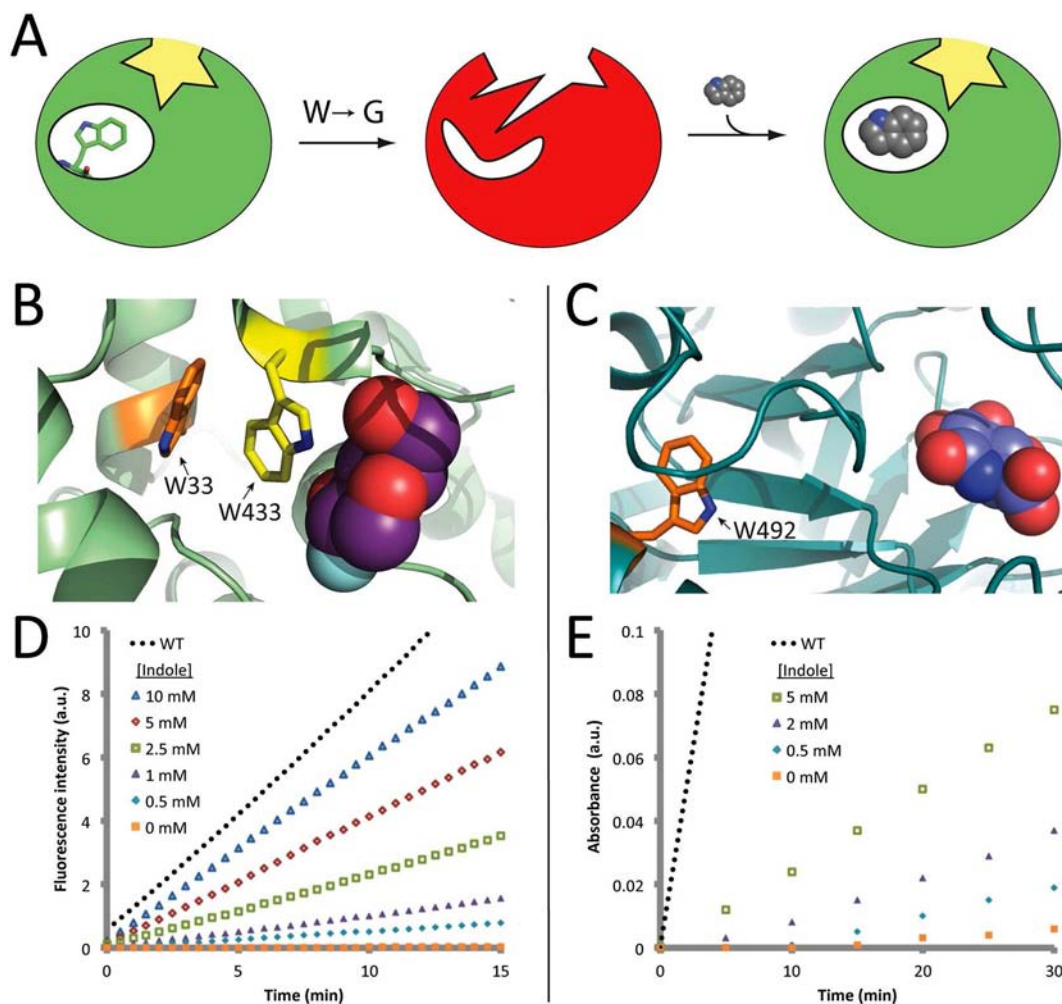 A
W→ G
B
W33
W433
C
W492
D
WT
[Indole]
10 mM
5 mM
2.5 mM
1 mM
0.5 mM
0 mM
Fluorescence intensity (a.u.)
10
8
6
4
2
0
0
5
10
15
Time (min)
E
WT
[Indole]
5 mM
2 mM
0.5 mM
0 mM
Absorbance (a.u.)
0.1
0.08
0.06
0.04
0.02
0
0
10
20
30
Time (min)